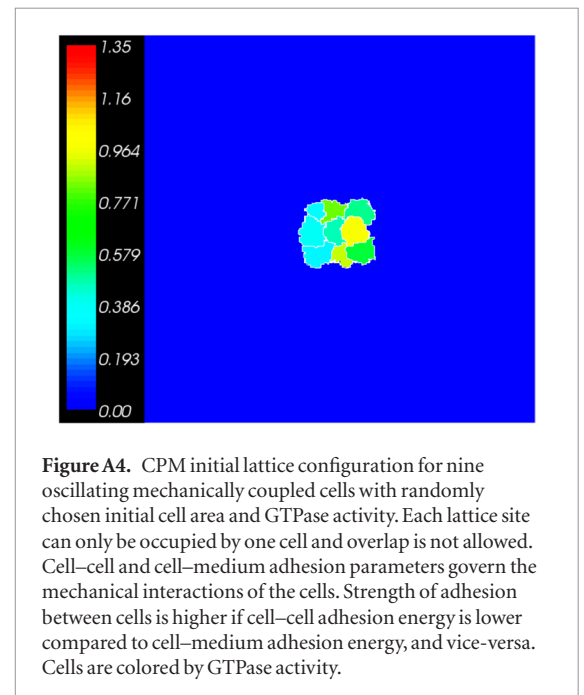 1.35
1.16
0.964
0.771
0.579
0.386
0.193
0.00
Figure A4. CPM initial lattice configuration for nine
oscillating mechanically coupled cells with randomly
chosen initial cell area and GTPase activity. Each lattice site
can only be occupied by one cell and overlap is not allowed.
Cell–cell and cell–medium adhesion parameters govern the
mechanical interactions of the cells. Strength of adhesion
between cells is higher if cell–cell adhesion energy is lower
compared to cell–medium adhesion energy, and vice-versa.
Cells are colored by GTPase activity.